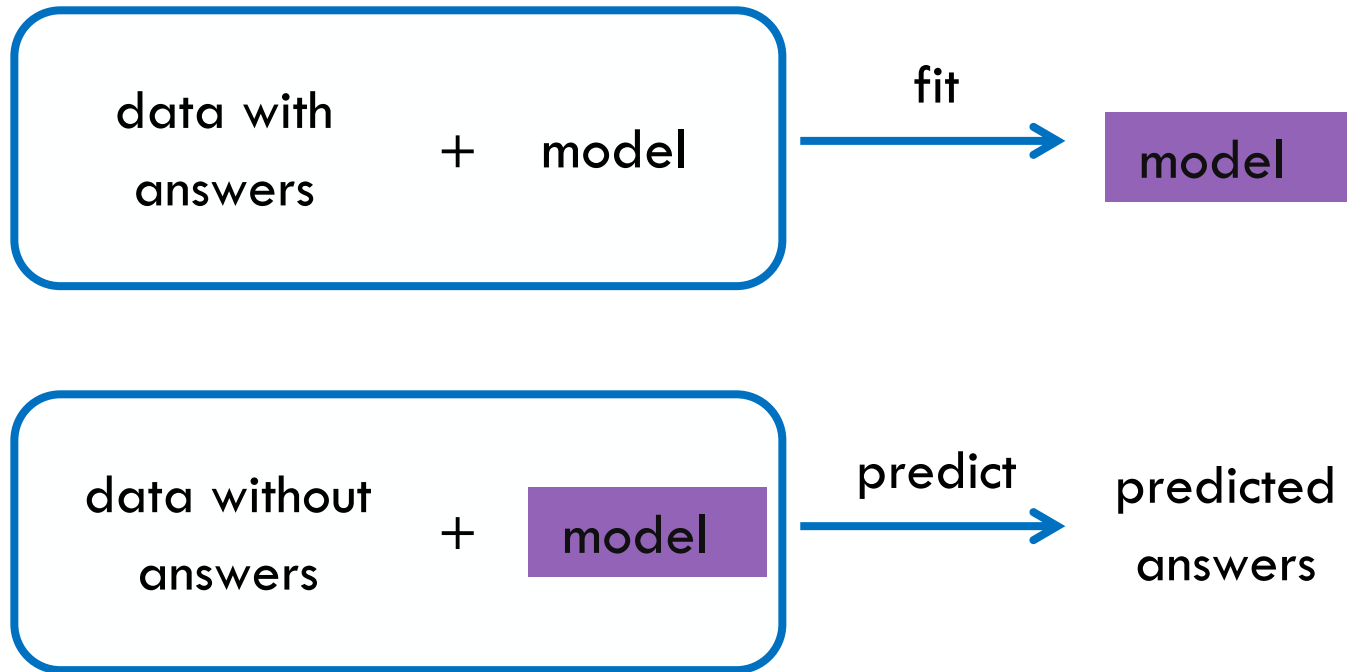 data with
answers
+
model
fit
model
data without
answers
+
model
predict
predicted
answers